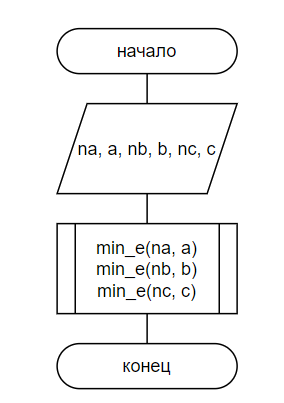 начало
na, a, nb, b, nc, c
min_e(na, a)
min_e(nb, b)
min_e(nc, c)
конец